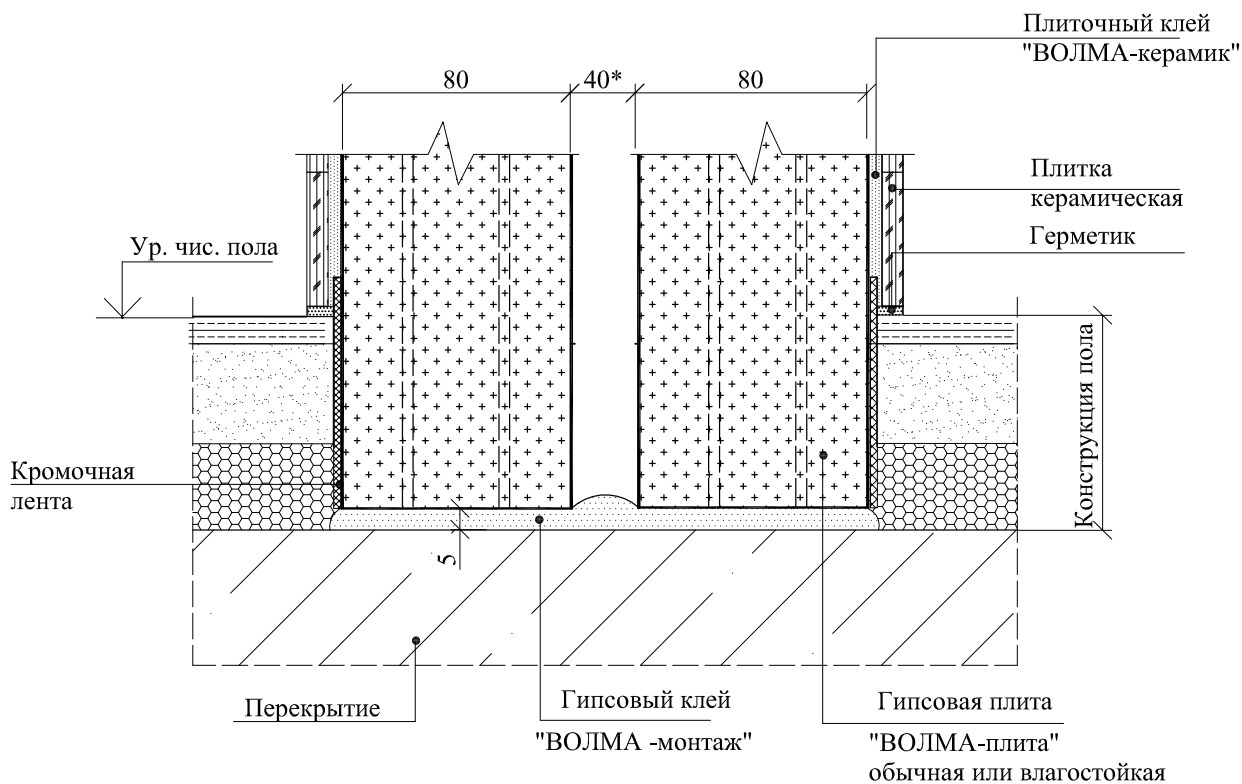 Плиточный клей
"ВОЛМА-керамик"
80
40*
80
Плитка
керамическая
Ур. чис. пола
Герметик
Конструкция пола
Кромочная
лента
5
Перекрытие
Гипсовый клей
"ВОЛМА -монтаж"
Гипсовая плита
"ВОЛМА-плита"
обычная или влагостойкая